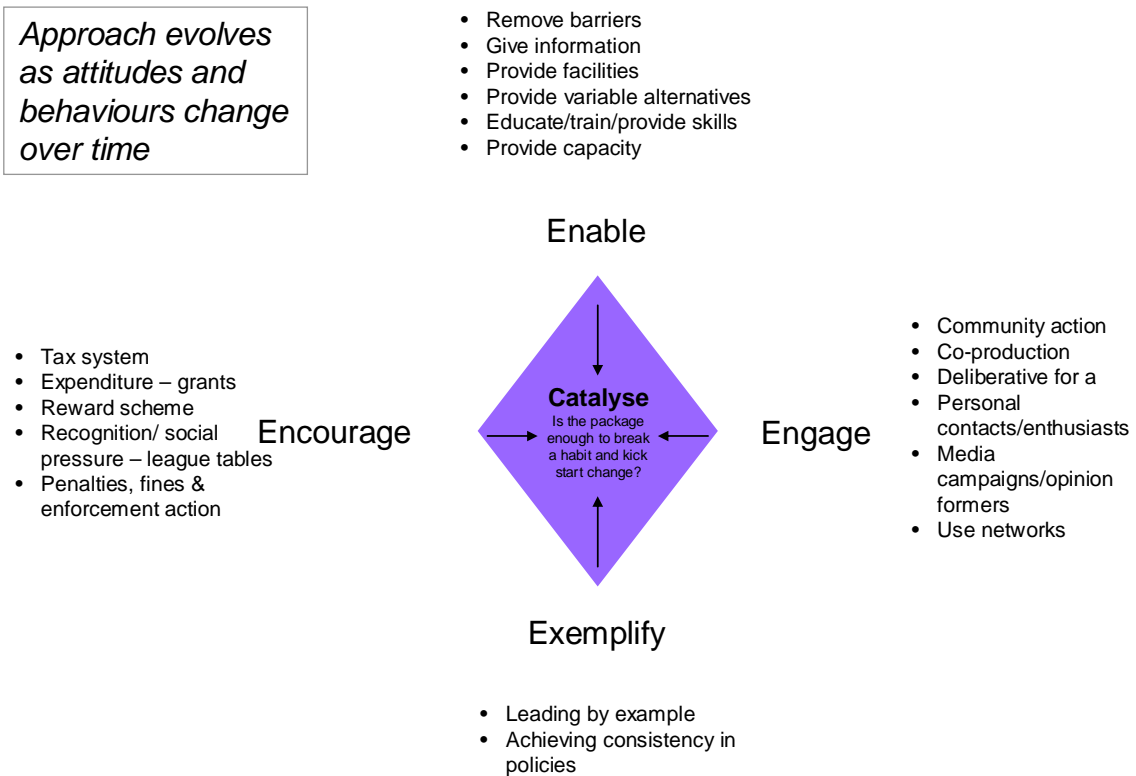 Approach evolves
as attitudes and
behaviours change
over time
• Remove barriers
• Give information
• Provide facilities
• Provide variable alternatives
• Educate/train/provide skills
• Provide capacity
Enable
• Tax system
• Expenditure – grants
• Reward scheme
• Recognition/ social
pressure – league tables
• Penalties, fines &
enforcement action
Encourage
Catalyse
Is the package
enough to break
a habit and kick
start change?
Engage
• Community action
• Co-production
• Deliberative for a
• Personal
contacts/enthusiasts
• Media
campaigns/opinion
formers
• Use networks
Exemplify
• Leading by example
• Achieving consistency in
policies